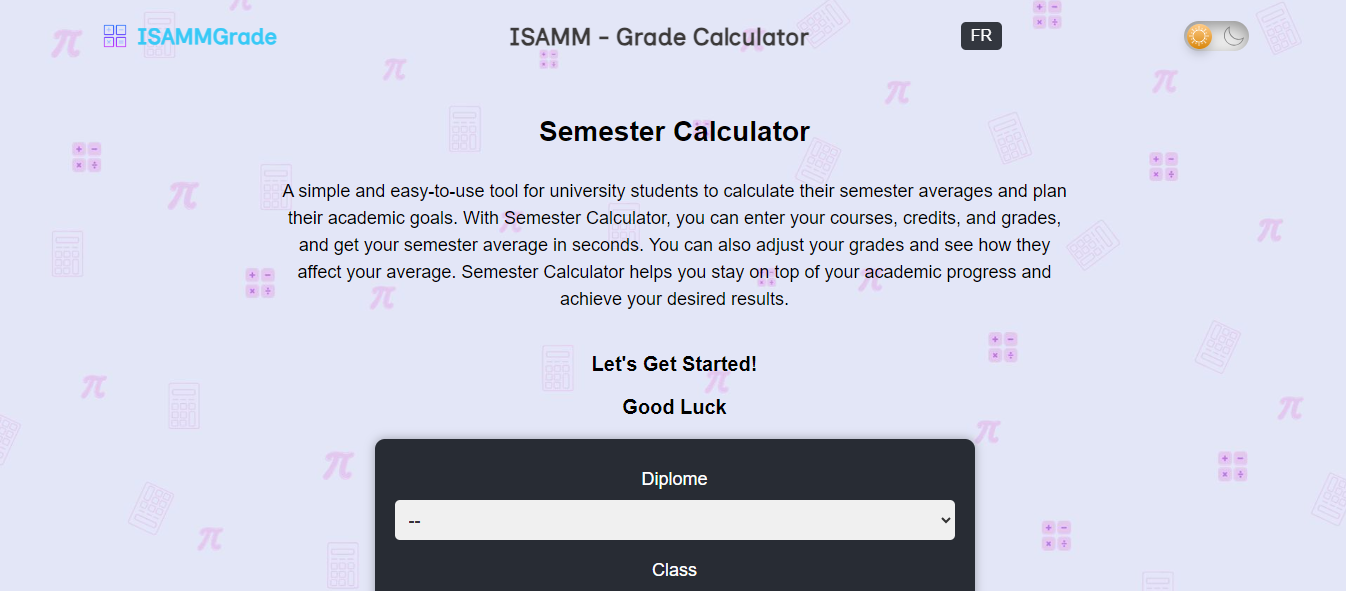 ISAMMGrade
ISAMM - Grade Calculator
FR
Semester Calculator
A simple and easy-to-use tool for university students to calculate their semester averages and plan
their academic goals. With Semester Calculator, you can enter your courses, credits, and grades,
and get your semester average in seconds. You can also adjust your grades and see how they
affect your average. Semester Calculator helps you stay on top of your academic progress and
achieve your desired results.
Let's Get Started!
Good Luck
Diplome
--
Class